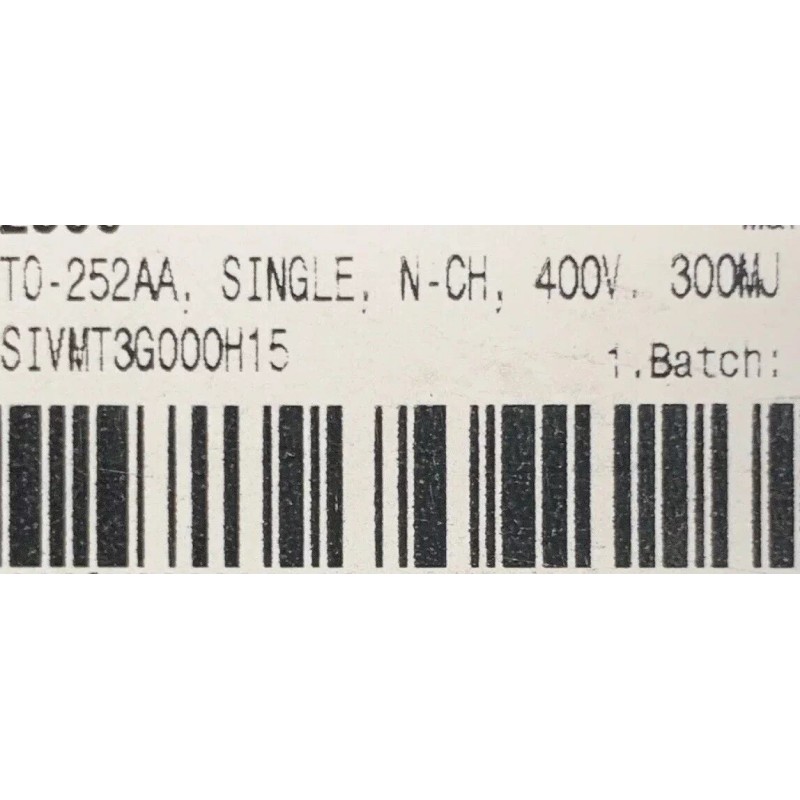 TO-252AA, SINGLE, N-CH, 400V, 300MJ
SIVMT3G000H15
1.Batch: